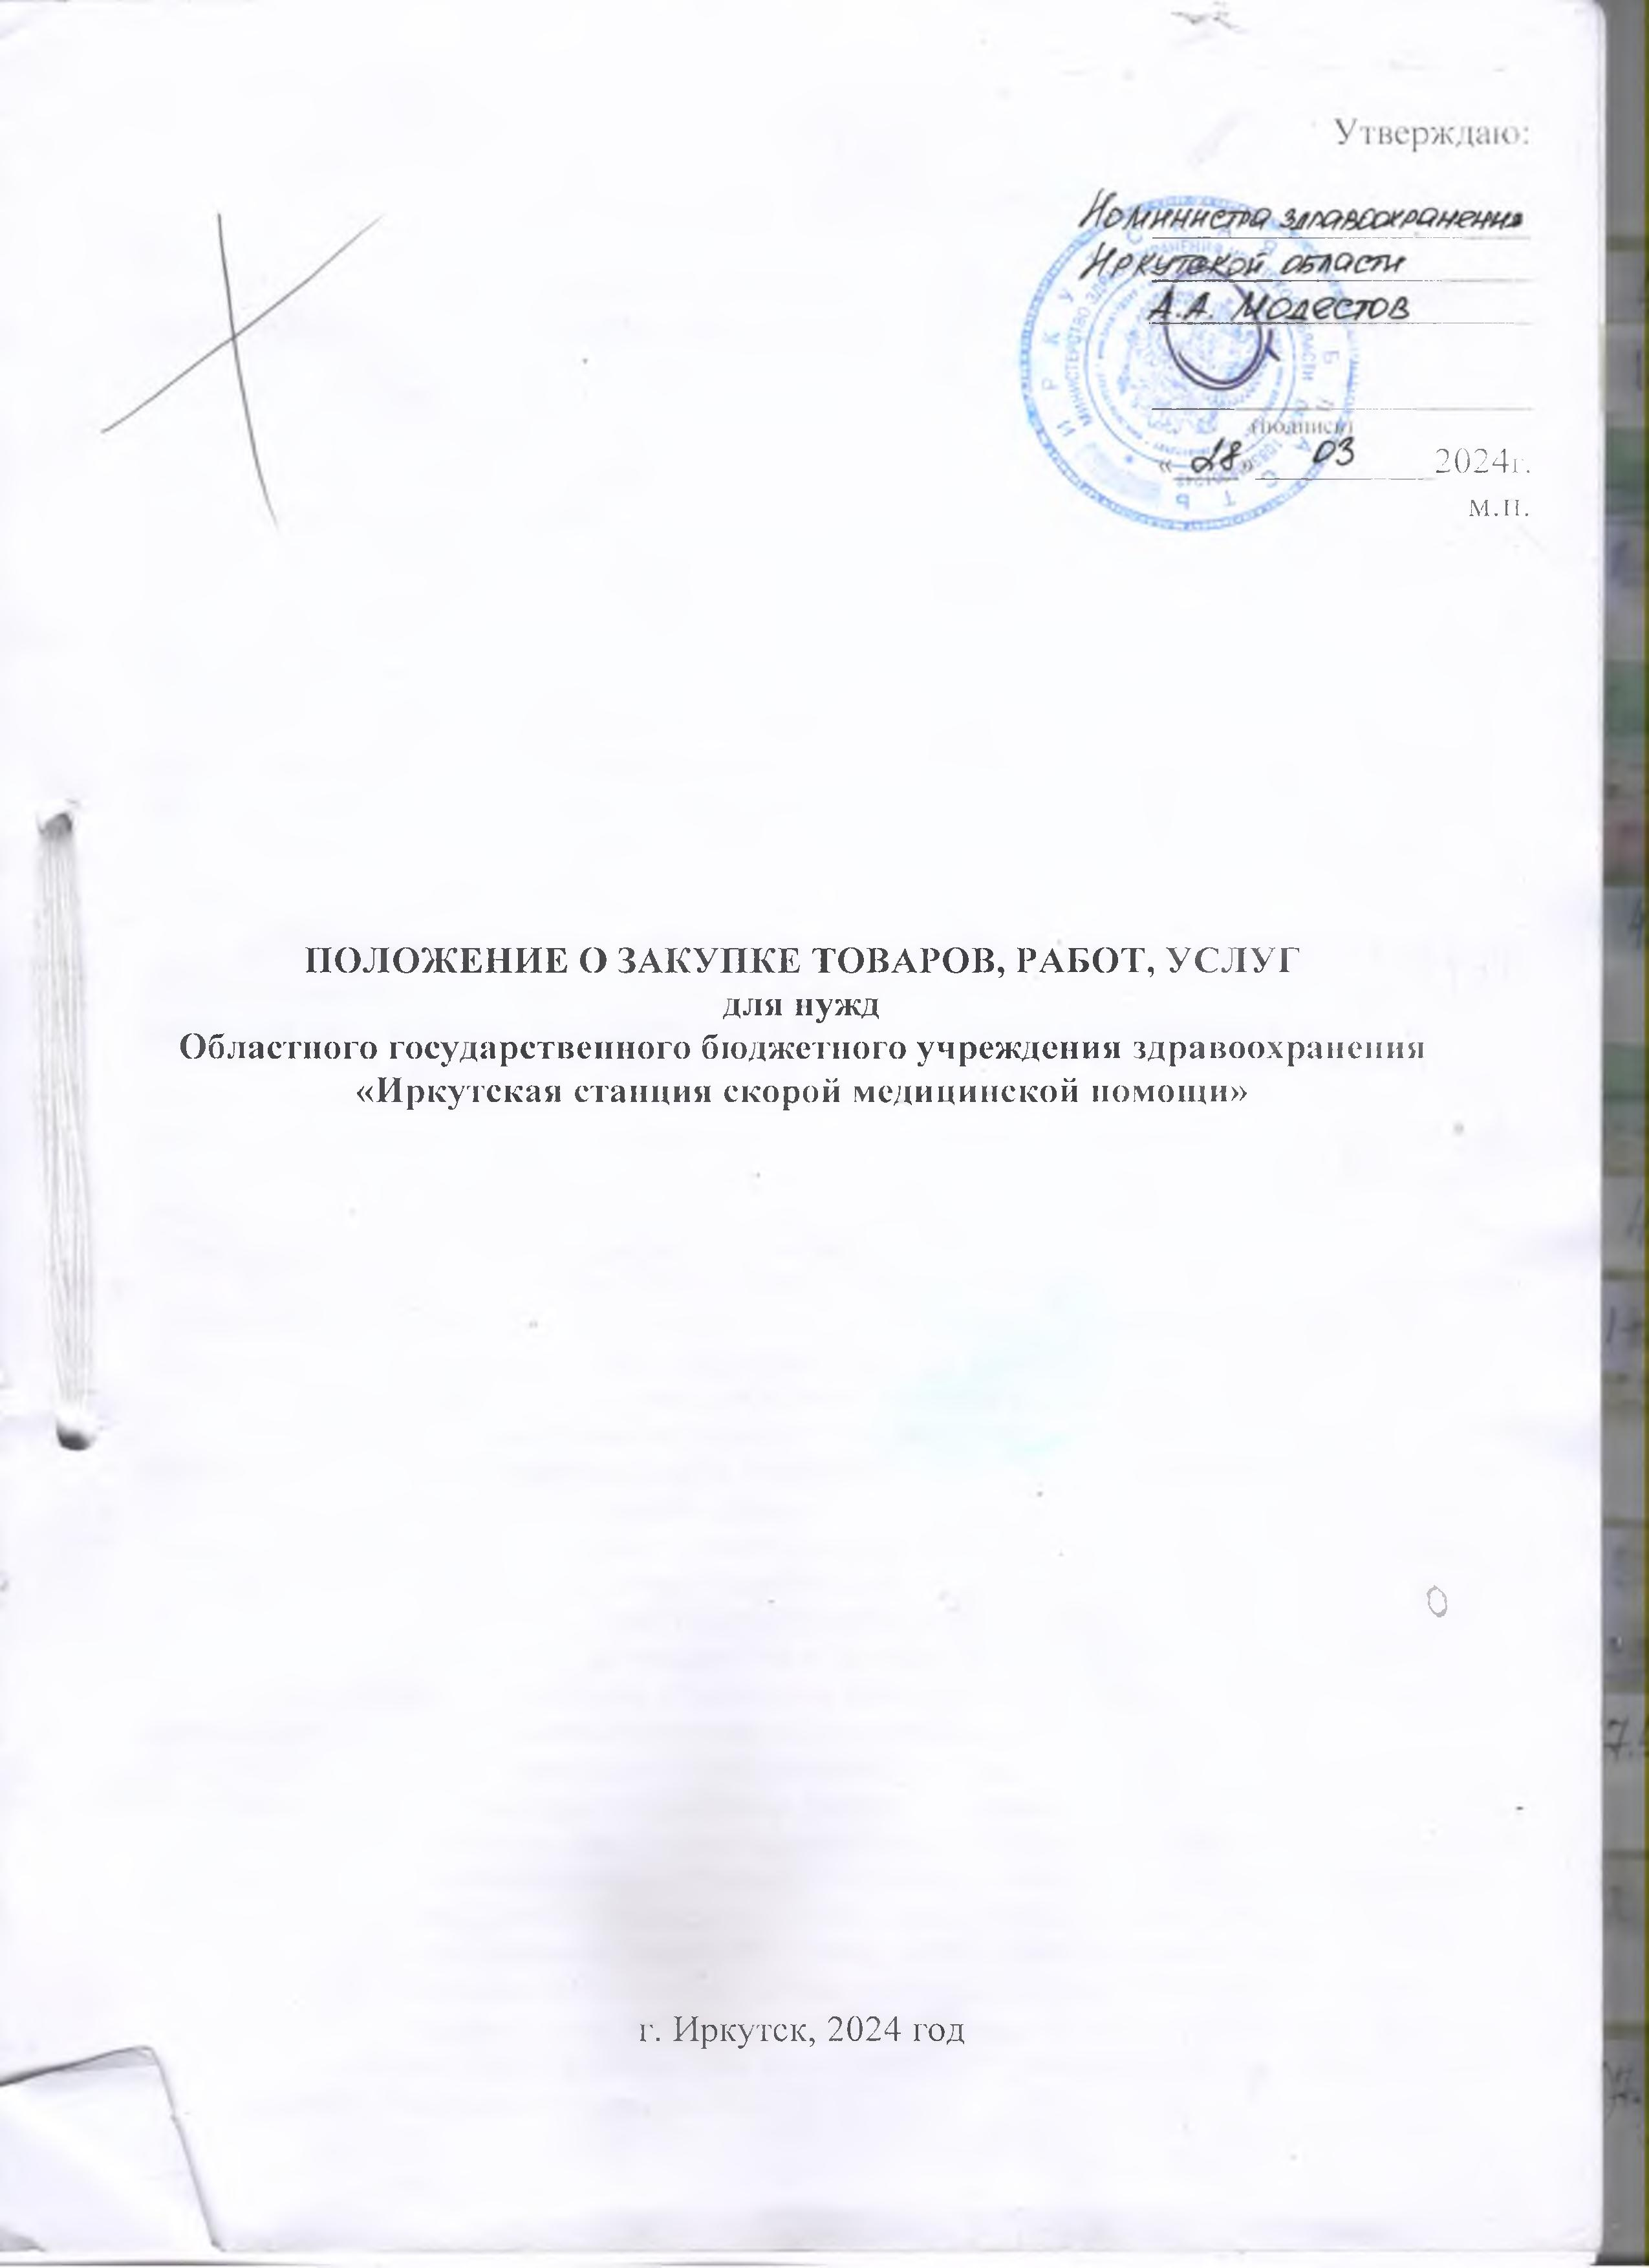 Утверждаю:
Ио министра здравоохранения
Иркутской области
А.А. Модестов
(подпись)
« 28 » 03 2024г.
м.п.
ПОЛОЖЕНИЕ О ЗАКУПКЕ ТОВАРОВ, РАБОТ, УСЛУГ
для нужд
Областного государственного бюджетного учреждения здравоохранения
«Иркутская станция скорой медицинской помощи»
г. Иркутск, 2024 год